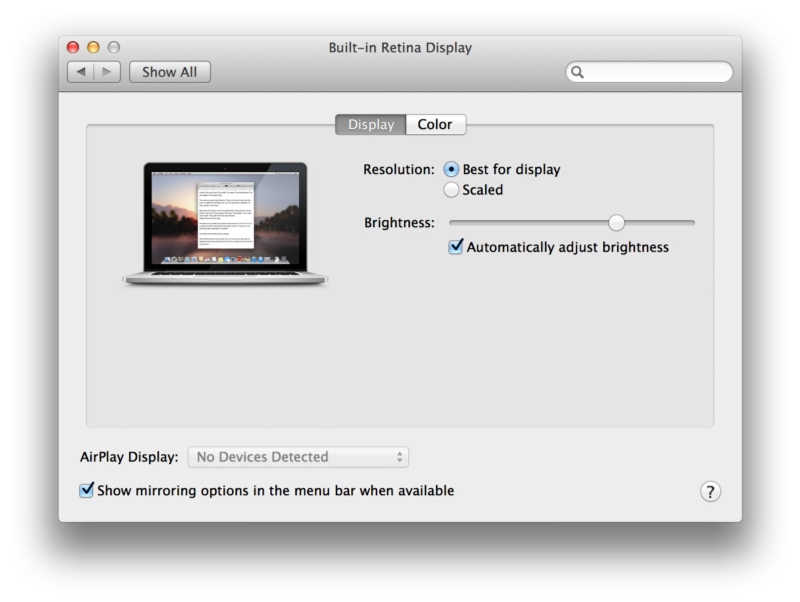 Built-in Retina Display
Show All
Display Color
Resolution: Best for display
Scaled
Brightness:
Automatically adjust brightness
AirPlay Display: No Devices Detected
Show mirroring options in the menu bar when available
?